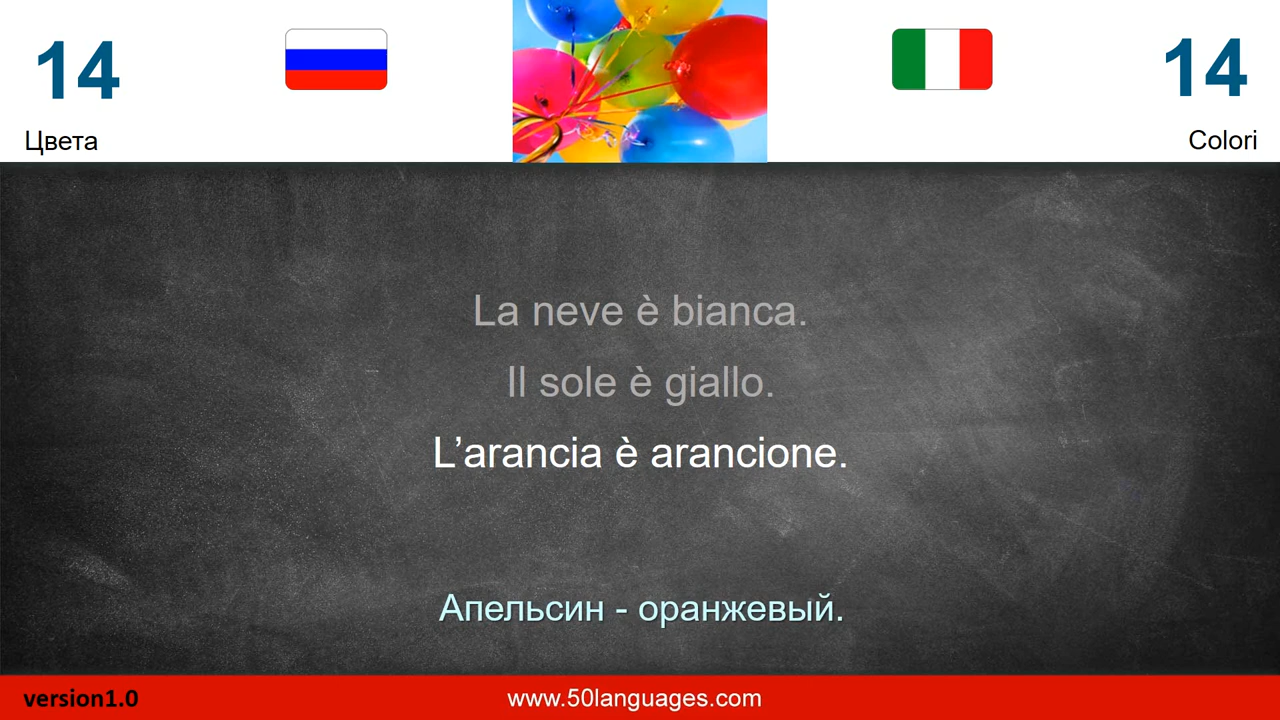 14
14
Цвета
Colori
La neve è bianca.
Il sole è giallo.
L’arancia è arancione.
Апельсин - оранжевый.
version1.0
www.50languages.com